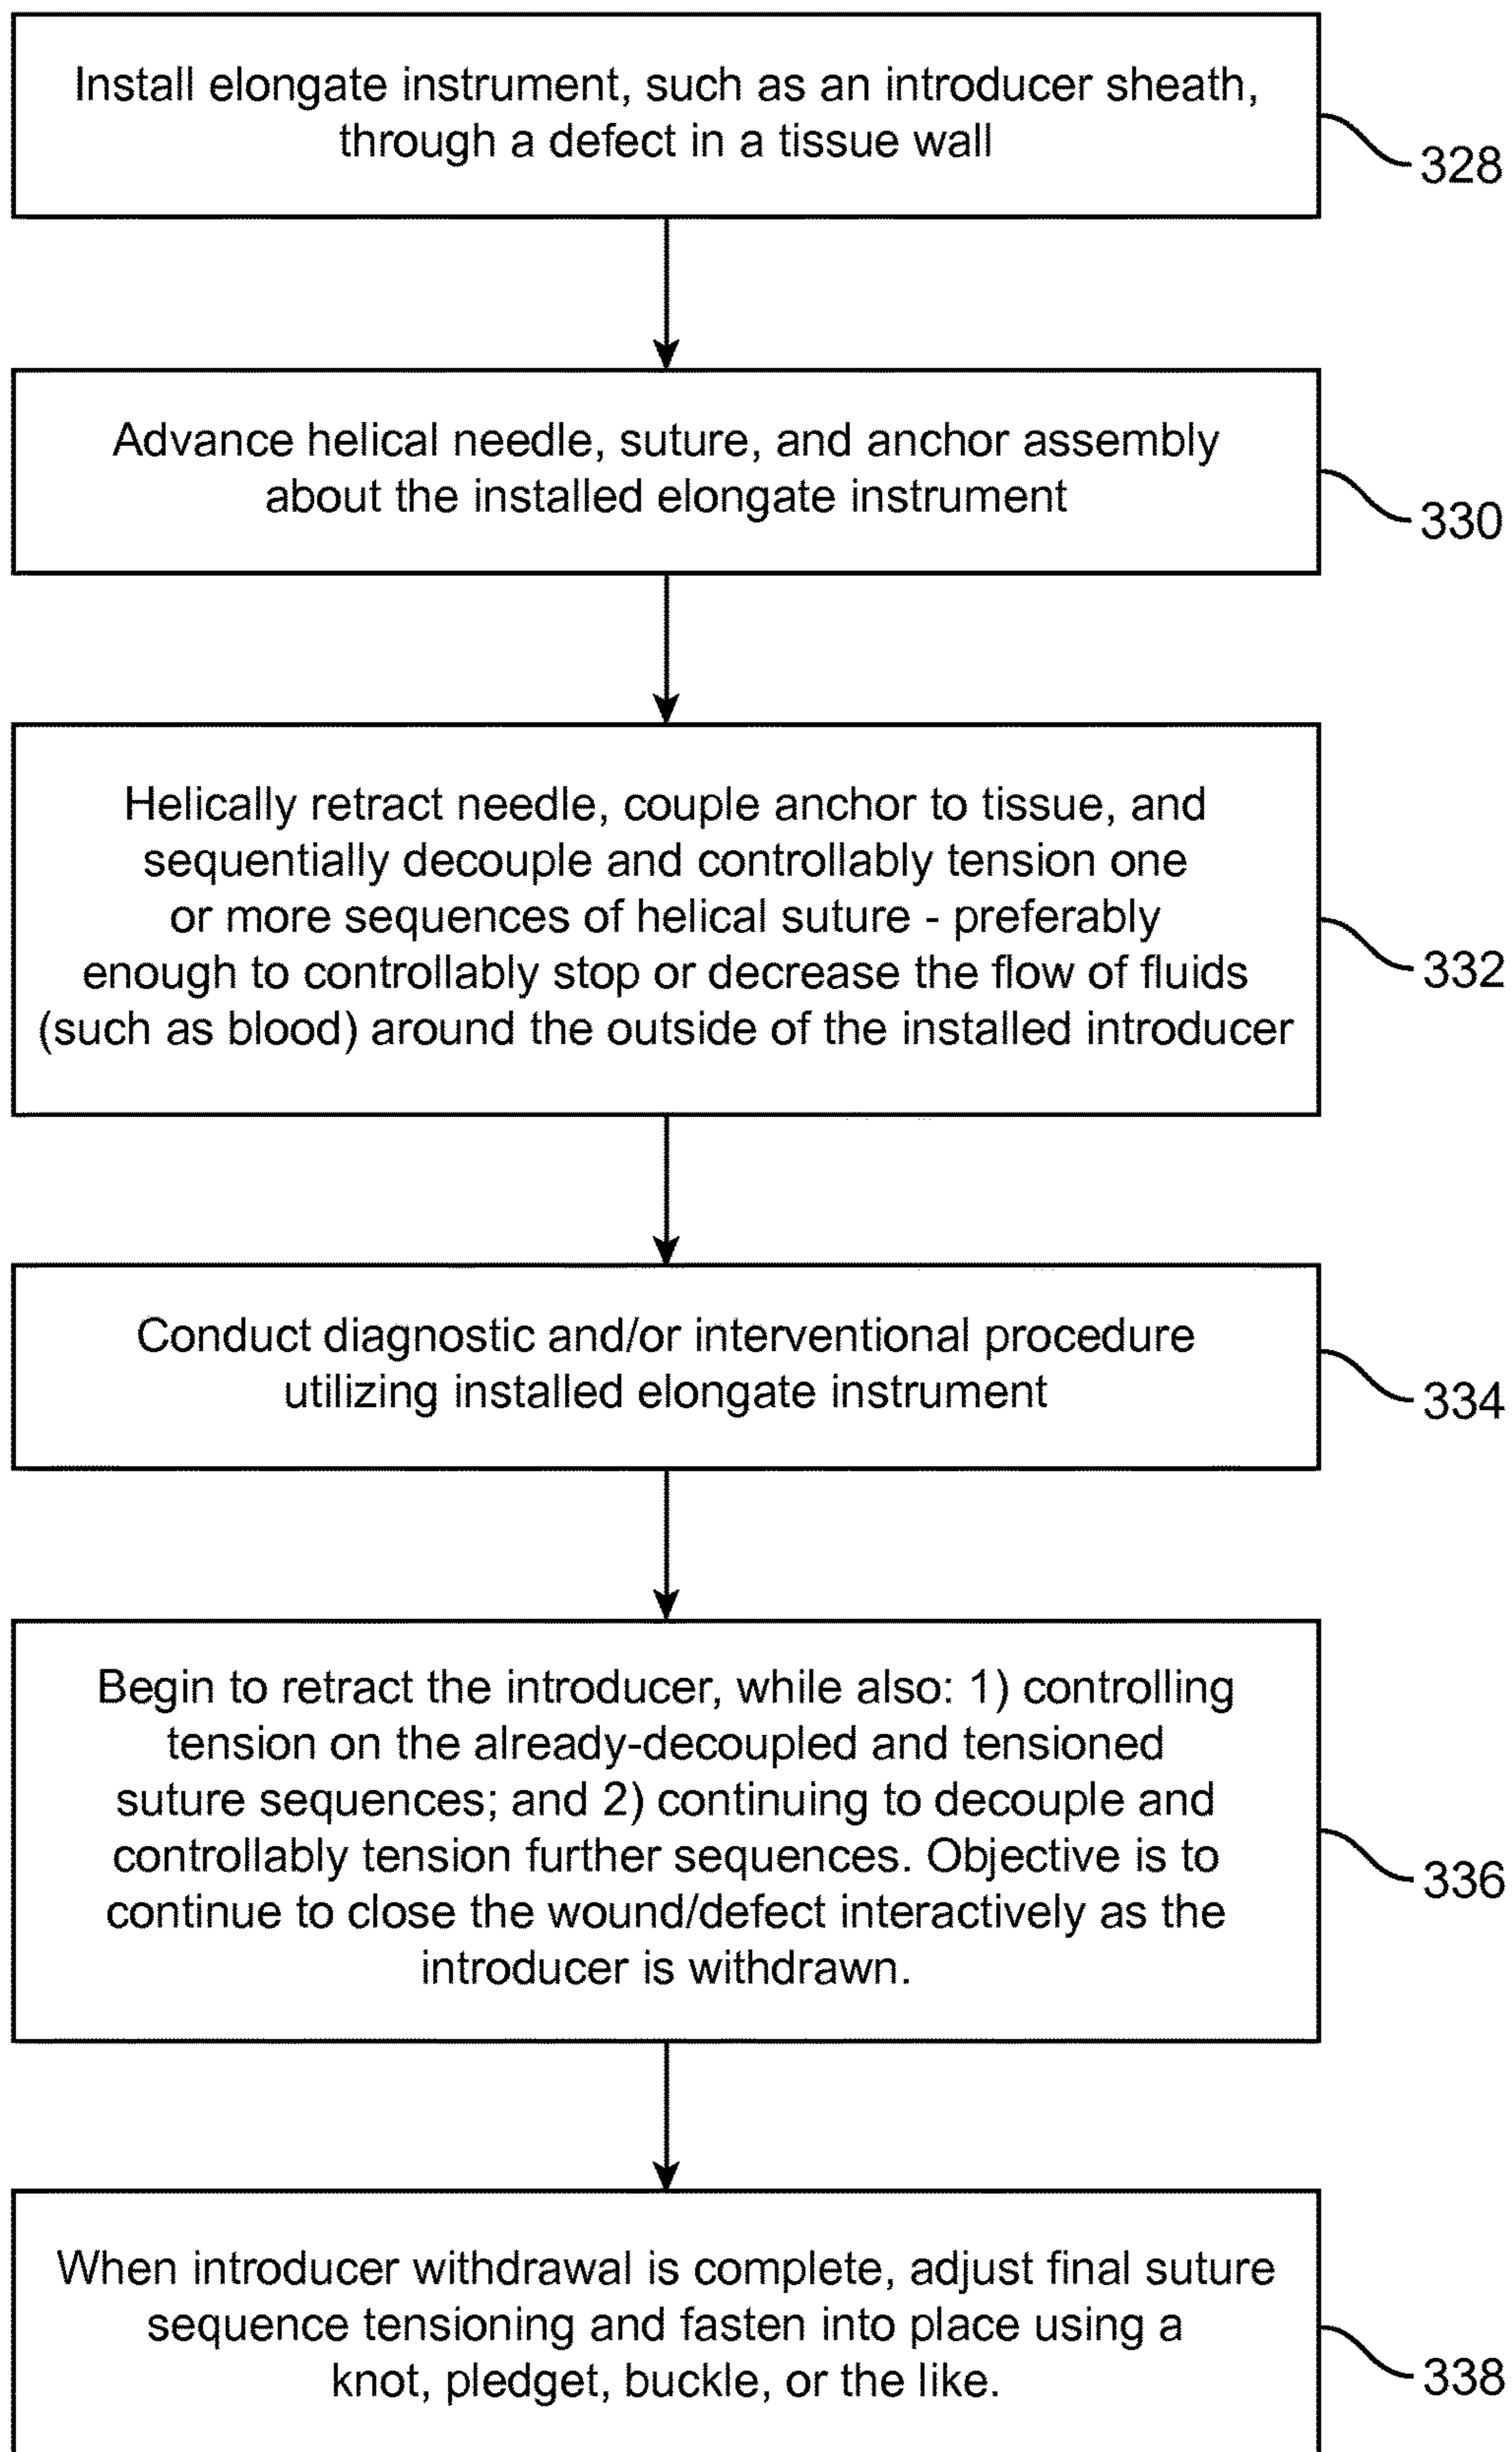 Install elongate instrument, such as an introducer sheath,
through a defect in a tissue wall
328
Advance helical needle, suture, and anchor assembly
about the installed elongate instrument
330
Helically retract needle, couple anchor to tissue, and
sequentially decouple and controllably tension one
or more sequences of helical suture - preferably
enough to controllably stop or decrease the flow of fluids
(such as blood) around the outside of the installed introducer
332
Conduct diagnostic and/or interventional procedure
utilizing installed elongate instrument
334
Begin to retract the introducer, while also: 1) controlling
tension on the already-decoupled and tensioned
suture sequences; and 2) continuing to decouple and
controllably tension further sequences. Objective is to
continue to close the wound/defect interactively as the
introducer is withdrawn.
336
When introducer withdrawal is complete, adjust final suture
sequence tensioning and fasten into place using a
knot, pledget, buckle, or the like.
338